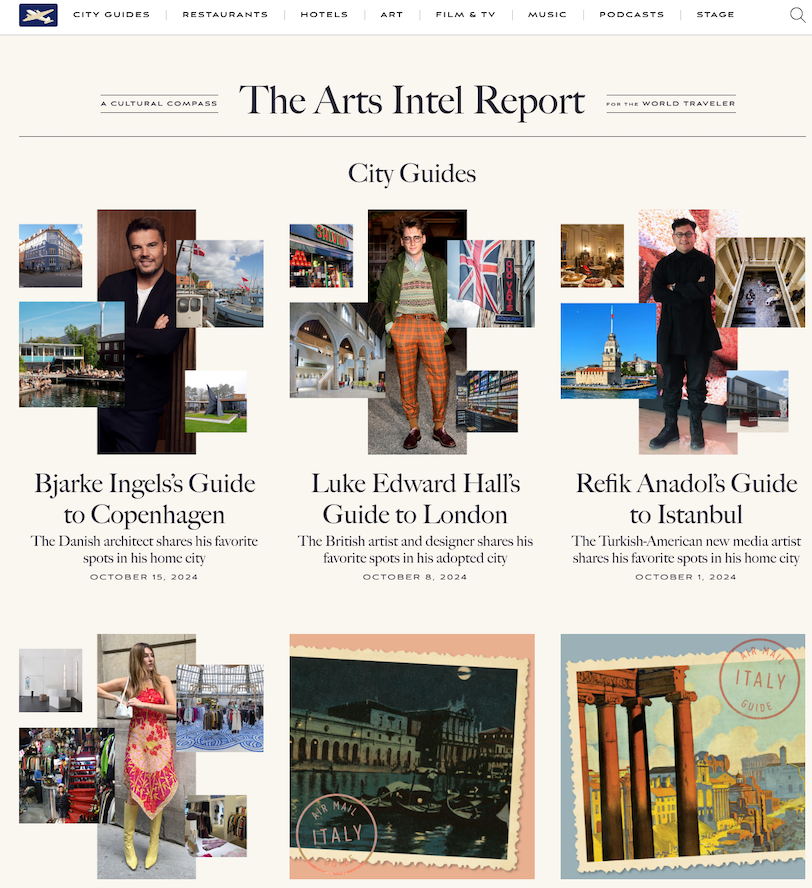 CITY GUIDES
RESTAURANTS
HOTELS
ART
FILM & TV
MUSIC
PODCASTS
STAGE
A CULTURAL COMPASS
The Arts Intel Report
FOR THE WORLD TRAVELER
City Guides
Bjarke Ingels's Guide
to Copenhagen
The Danish architect shares his favorite
spots in his home city
OCTOBER 15, 2024
Luke Edward Hall's
Guide to London
The British artist and designer shares his
favorite spots in his adopted city
OCTOBER 8, 2024
Refik Anadol's Guide
to Istanbul
The Turkish-American new media artist
shares his favorite spots in his home city
OCTOBER 1, 2024
AIR MAIL
ITALY
GUIDE
AIR MAIL
ITALY
GUIDE